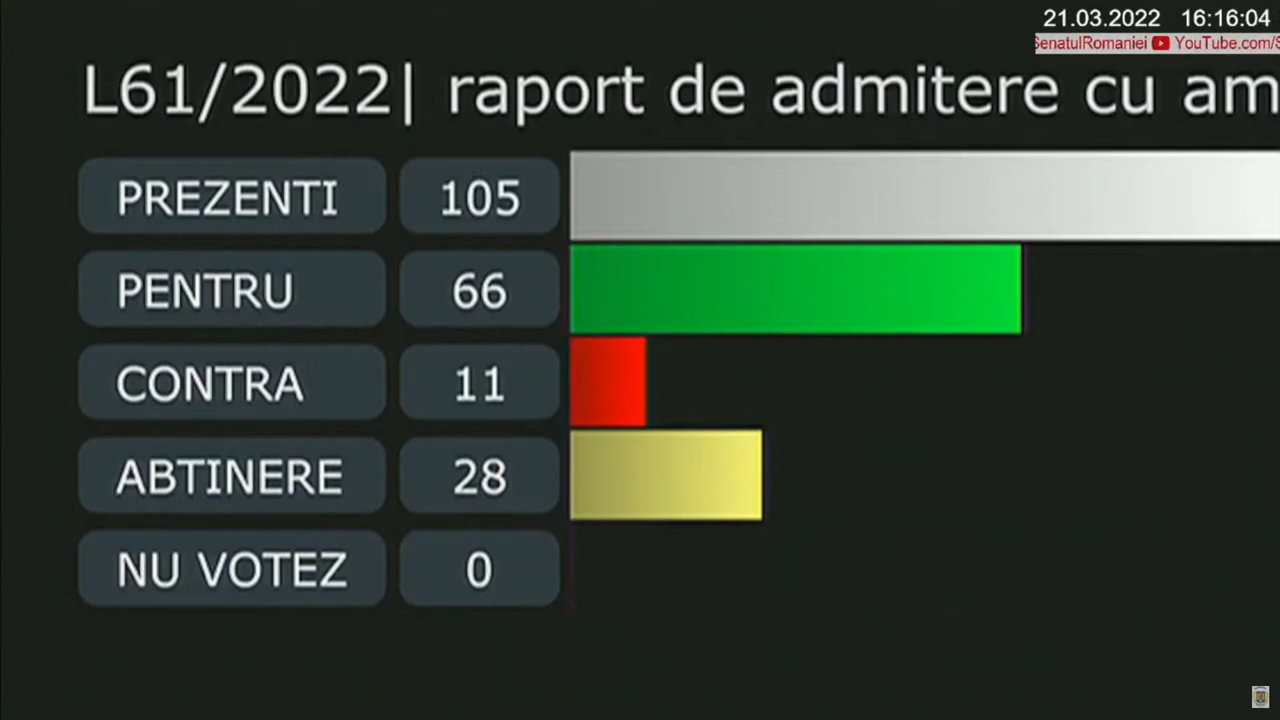 21.03.2022 16:16:04
SenatulRomaniei YouTube.com/S
L61/2022| raport de admitere cu am
PREZENTI 105
PENTRU 66
CONTRA 11
ABTINERE 28
NU VOTEZ 0